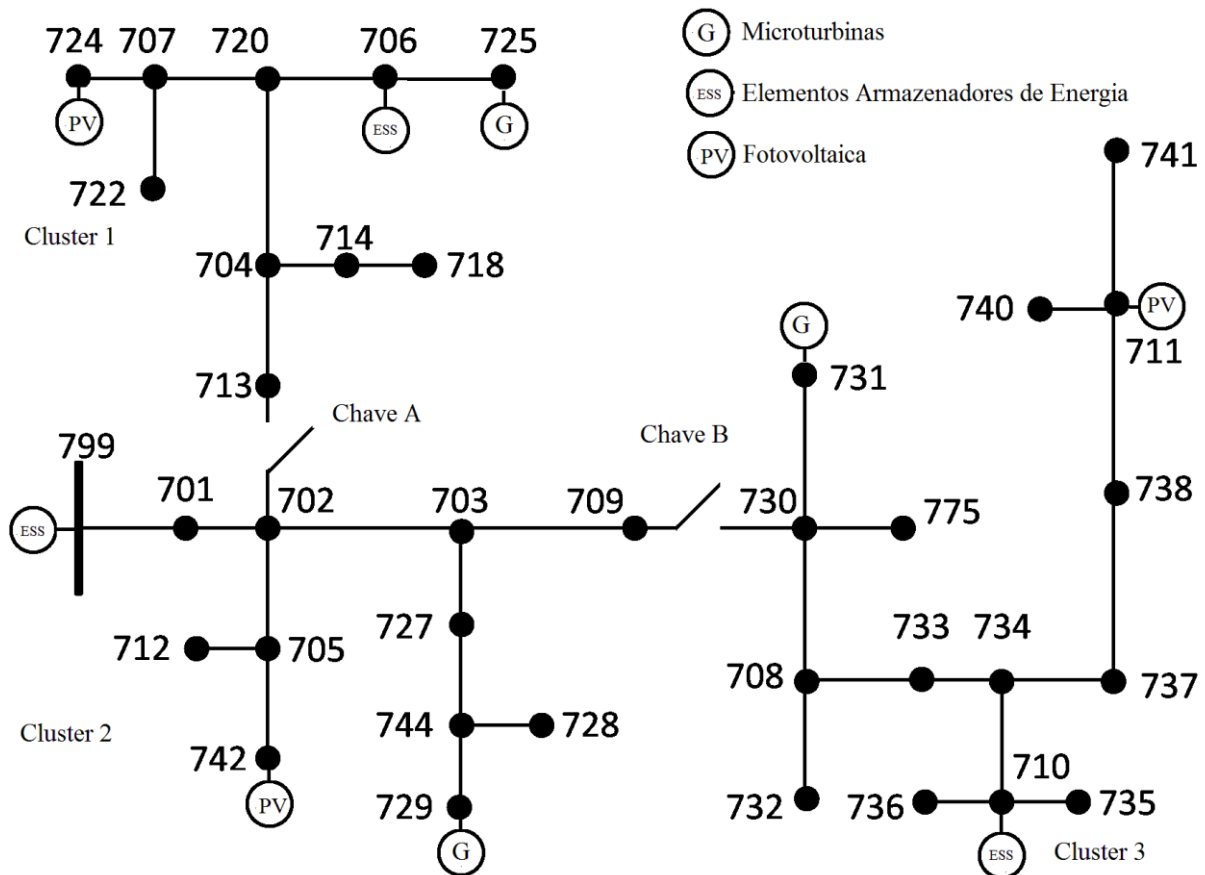 724 707 720 706 725
G Microturbinas
ESS Elementos Armazenadores de Energia
PV Fotovoltaica
PV ESS G
741
722
Cluster 1
704 714 718
G
740 PV
711
713
731
Chave A
Chave B
799
701 702 703 709 730 775
738
ESS
712 705
727
733 734
708 737
Cluster 2
744 728
742
710
PV
729
732 736 735
G
ESS Cluster 3